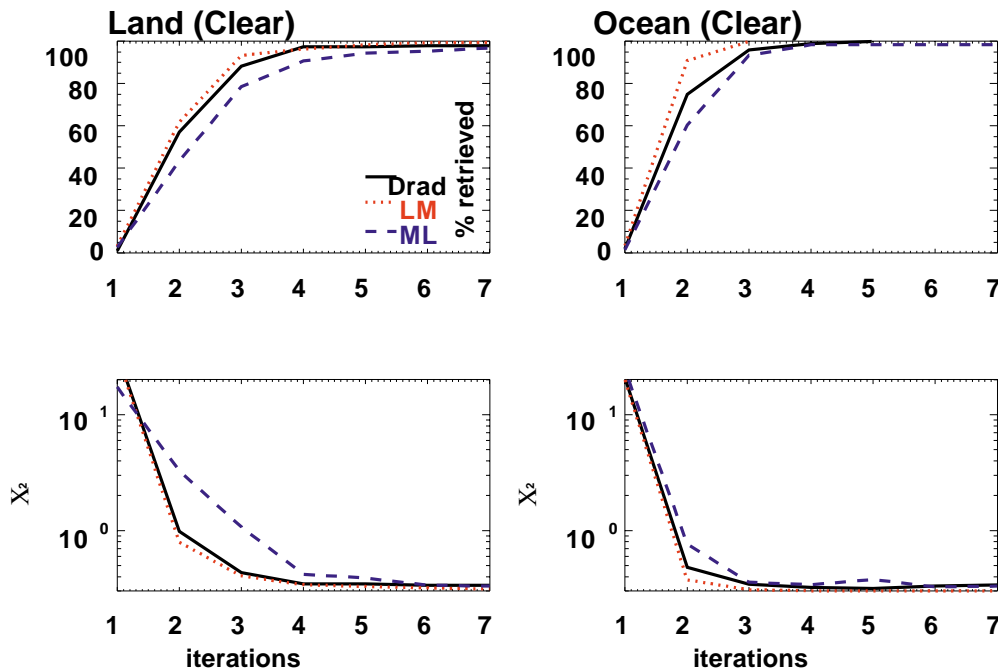 Land (Clear)
100
80
60
40
20
0
Drad
LM
ML
% retrieved
1 2 3 4 5 6 7
Ocean (Clear)
100
80
60
40
20
0
1 2 3 4 5 6 7
10 1
10 0
X2
1 2 3 4 5 6 7
iterations
10 1
10 0
X2
1 2 3 4 5 6 7
iterations